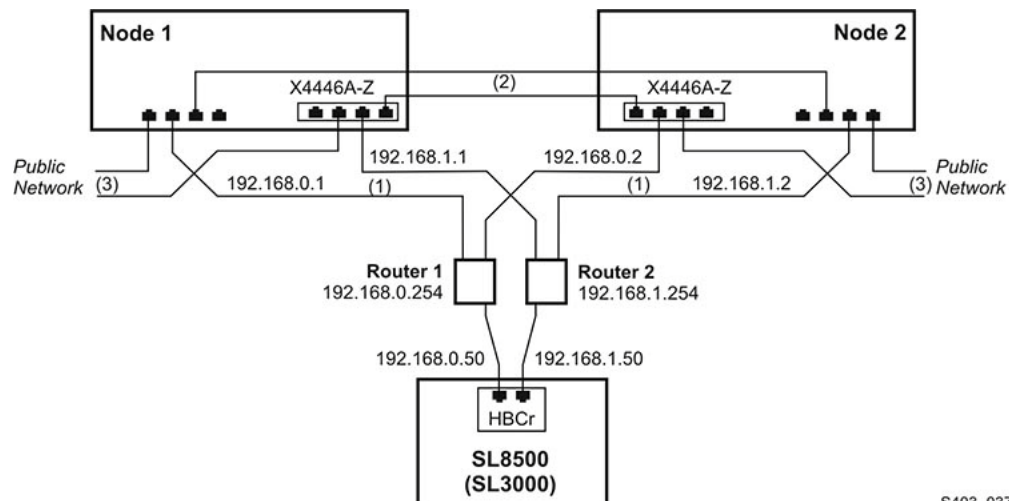 Node 1
Node 2
X4446A-Z
(2)
X4446A-Z
Public
Network
(3)
192.168.0.1
192.168.1.1
(1)
192.168.0.2
(1)
192.168.1.2
(3)
Public
Network
Router 1
192.168.0.254
Router 2
192.168.1.254
192.168.0.50
192.168.1.50
HBCr
SL8500
(SL3000)